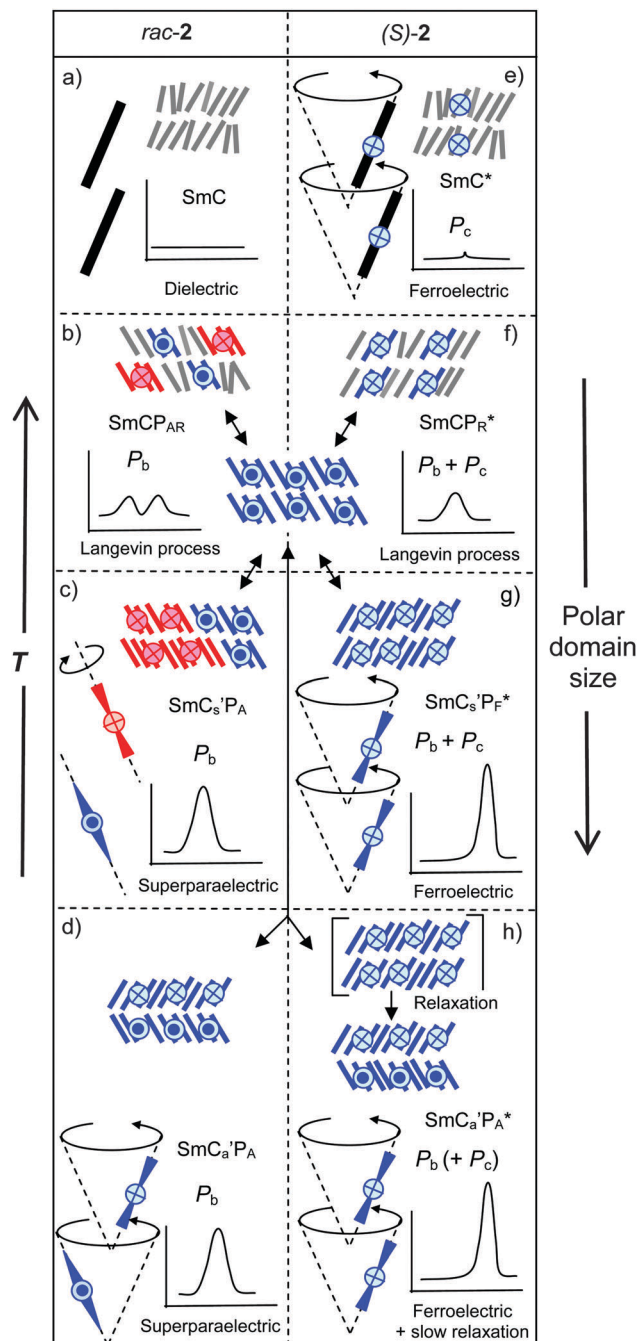 rac-2
(S)-2
a)
SmC
Dielectric
e)
SmC*
Pc
Ferroelectric
b)
SmCPAR
Pb
Langevin process
f)
SmCPR*
Pb + Pc
Langevin process
T
Polar
domain
size
c)
SmCs'PA
Pb
Superparaelectric
g)
SmCs'PF*
Pb + Pc
Ferroelectric
d)
SmCa'PA
Pb
Superparaelectric
h)
Relaxation
SmCa'PA*
Pb (+ Pc)
Ferroelectric
+ slow relaxation